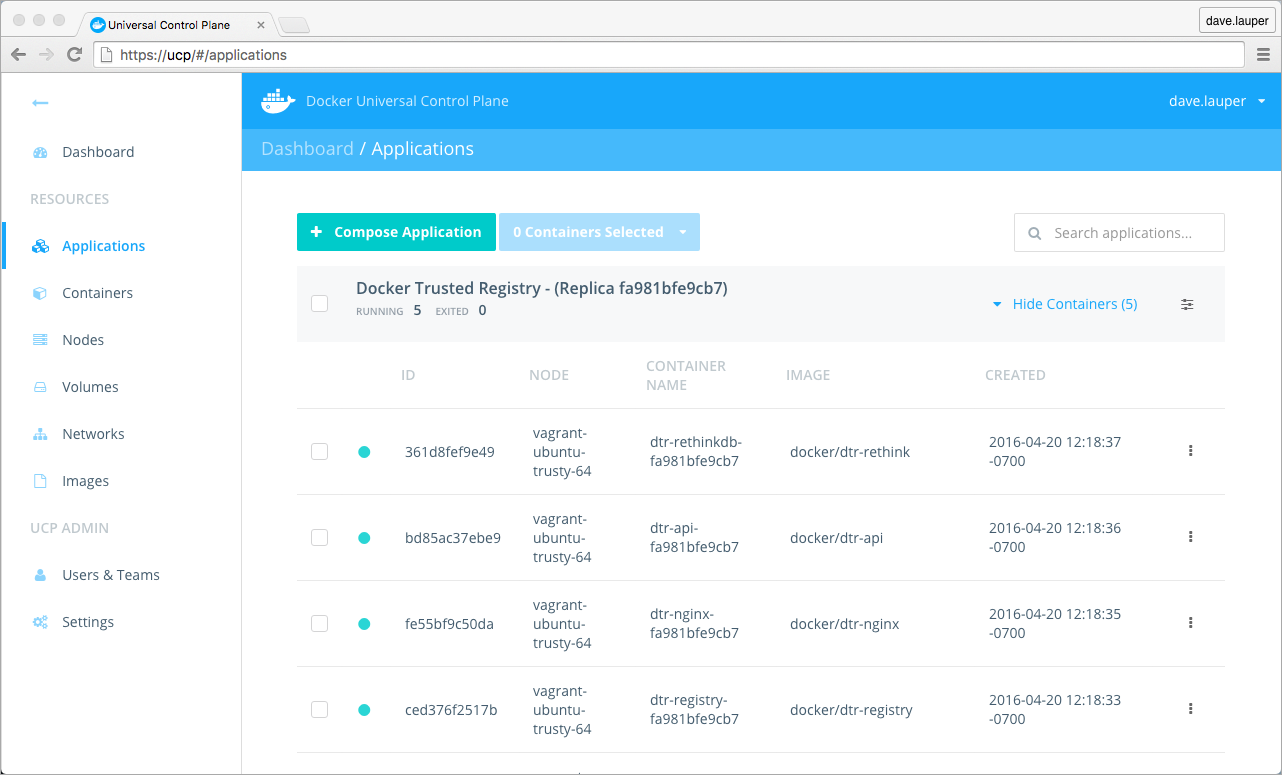 Universal Control Plane
dave.lauper
https://ucp/#/applications
Docker Universal Control Plane
dave.lauper
Dashboard / Applications
Dashboard
RESOURCES
Applications
Containers
Nodes
Volumes
Networks
Images
UCP ADMIN
Users & Teams
Settings
Compose Application
0 Containers Selected
Search applications...
Docker Trusted Registry - (Replica fa981bfe9cb7)
RUNNING 5 EXITED 0
Hide Containers (5)
ID NODE CONTAINER NAME IMAGE CREATED
361d8fef9e49
vagrant-
ubuntu-
trusty-64
dtr-rethinkdb-
fa981bfe9cb7
docker/dtr-rethink
2016-04-20 12:18:37
-0700
bd85ac37ebe9
vagrant-
ubuntu-
trusty-64
dtr-api-
fa981bfe9cb7
docker/dtr-api
2016-04-20 12:18:36
-0700
fe55bf9c50da
vagrant-
ubuntu-
trusty-64
dtr-nginx-
fa981bfe9cb7
docker/dtr-nginx
2016-04-20 12:18:35
-0700
ced376f2517b
vagrant-
ubuntu-
trusty-64
dtr-registry-
fa981bfe9cb7
docker/dtr-registry
2016-04-20 12:18:33
-0700